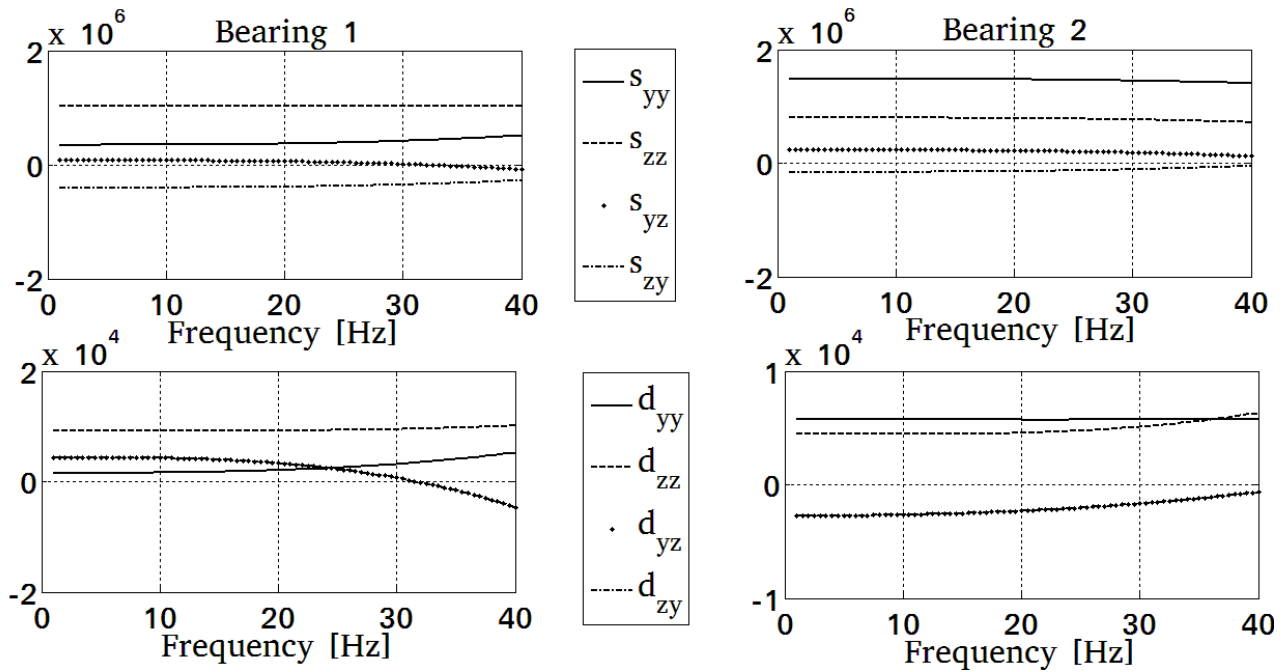 Bearing 1
x 10^6
2
0
-2
0 10 20 30 40
Frequency [Hz]
s_yy
s_zz
s_yz
s_zy
Bearing 2
x 10^6
2
0
-2
0 10 20 30 40
Frequency [Hz]
x 10^4
2
0
-2
0 10 20 30 40
Frequency [Hz]
d_yy
d_zz
d_yz
d_zy
x 10^4
1
0
-1
0 10 20 30 40
Frequency [Hz]